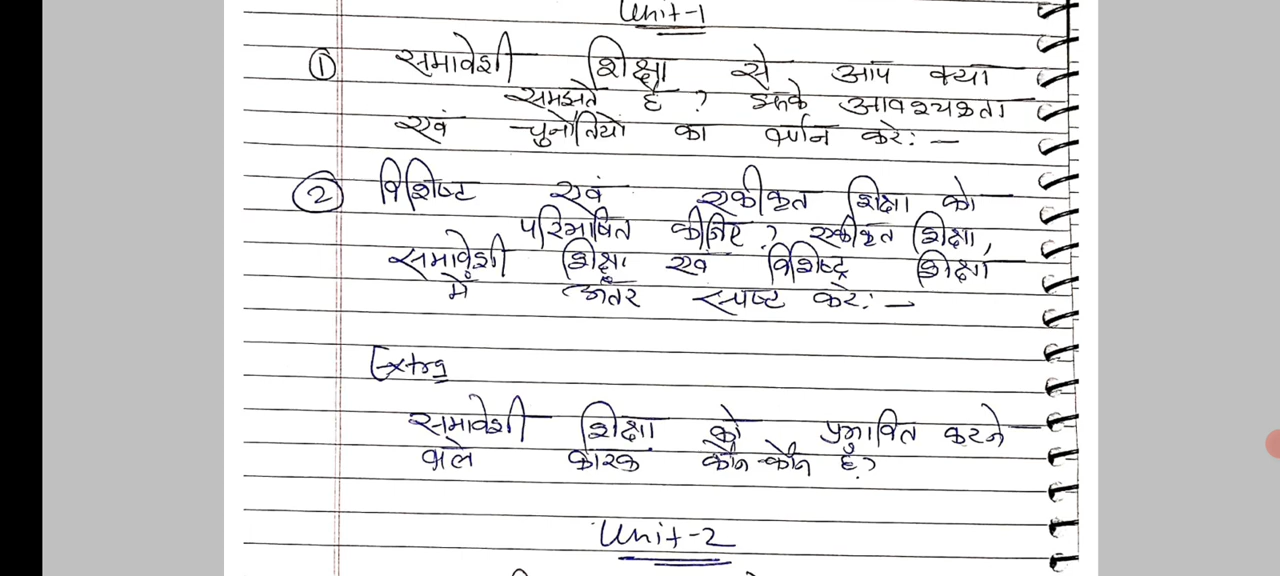 Unit-1
① समावेशी शिक्षा से आप क्या
समझते है ? इसके आवश्यकता
एवं चुनौतियों का वर्णन करे: —
② विशिष्ट एवं एकीकृत शिक्षा को
परिभाषित कीजिए ? एकीकृत शिक्षा,
समावेशी शिक्षा एवं विशिष्ट शिक्षा
में अंतर स्पष्ट करे: —
Extra
समावेशी शिक्षा को प्रभावित करने
वाले कारक कौन-कौन है ?
Unit-2